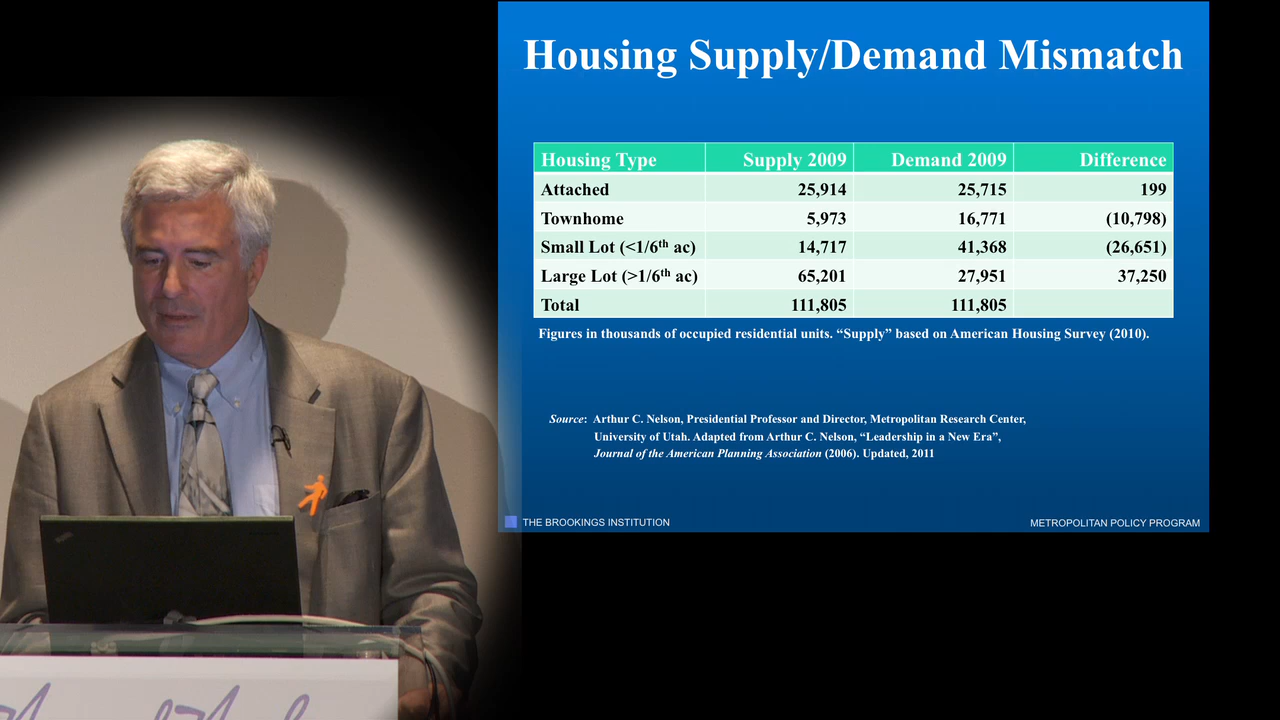 Housing Supply/Demand Mismatch
Housing Type Supply 2009 Demand 2009 Difference
Attached 25,914 25,715 199
Townhome 5,973 16,771 (10,798)
Small Lot (<1/6th ac) 14,717 41,368 (26,651)
Large Lot (>1/6th ac) 65,201 27,951 37,250
Total 111,805 111,805
Figures in thousands of occupied residential units. “Supply” based on American Housing Survey (2010).
Source: Arthur C. Nelson, Presidential Professor and Director, Metropolitan Research Center,
University of Utah. Adapted from Arthur C. Nelson, “Leadership in a New Era”,
Journal of the American Planning Association (2006). Updated, 2011
THE BROOKINGS INSTITUTION METROPOLITAN POLICY PROGRAM